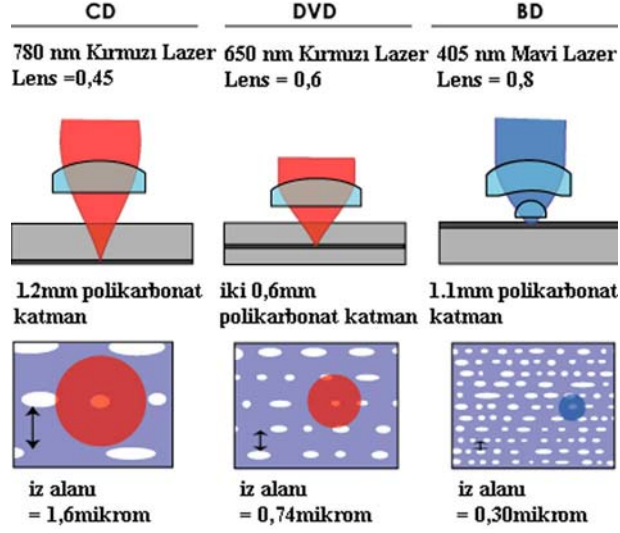 CD
780 nm Kırmızı Lazer
Lens =0,45
1.2mm polikarbonat
katman
iz alanı
= 1,6mikrom
DVD
650 nm Kırmızı Lazer
Lens = 0,6
iki 0,6mm
polikarbonat katman
iz alanı
= 0,74mikrom
BD
405 nm Mavi Lazer
Lens = 0,8
1.1mm polikarbonat
katman
iz alanı
= 0,30mikrom